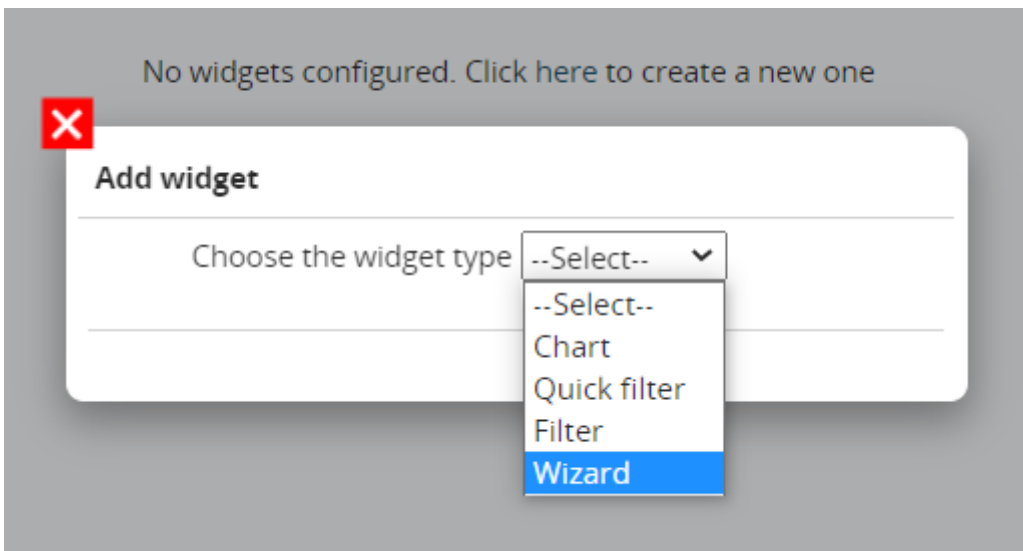 No widgets configured. Click here to create a new one
Add widget
Choose the widget type --Select--
--Select--
Chart
Quick filter
Filter
Wizard